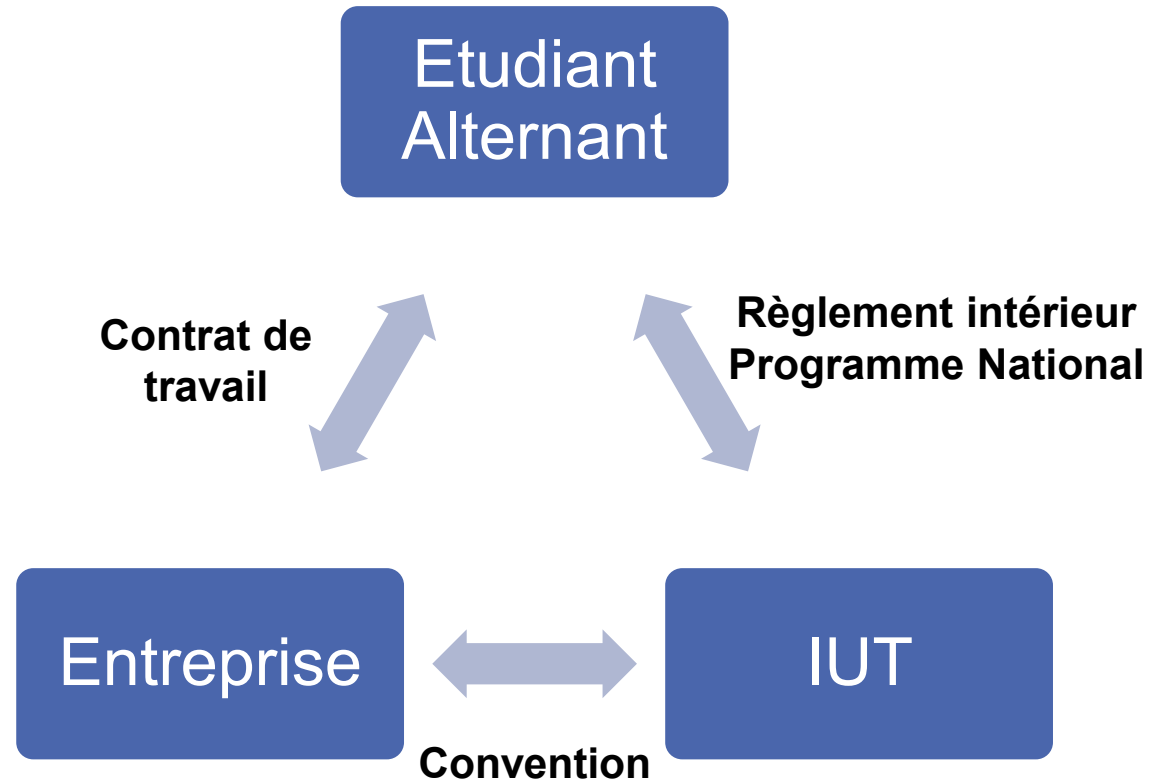 Etudiant
Alternant
Contrat de
travail
Règlement intérieur
Programme National
Entreprise
IUT
Convention